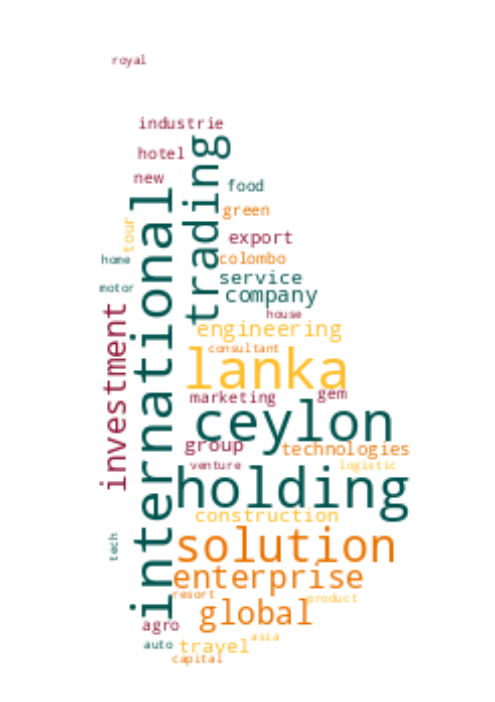 royal
industrie
hotel
trading
new
food
international
green
tour
export
home
colombo
service
motor
company
investment
house
engineering
consultant
lanka
marketing
gem
ceylon
group
technologies
venture
logistic
holding
construction
tech
solution
enterprise
resort
product
global
agro
asia
auto
travel
capital